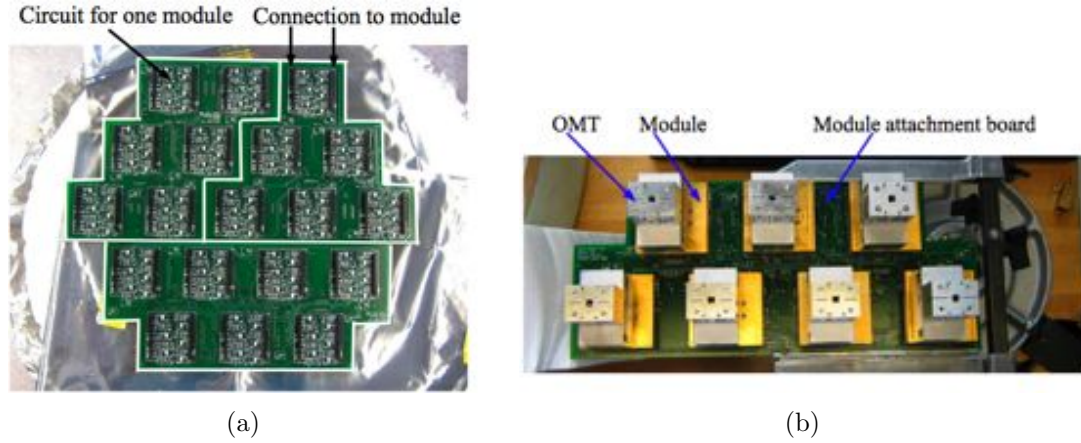 Circuit for one module Connection to module
OMT Module Module attachment board
(a) (b)